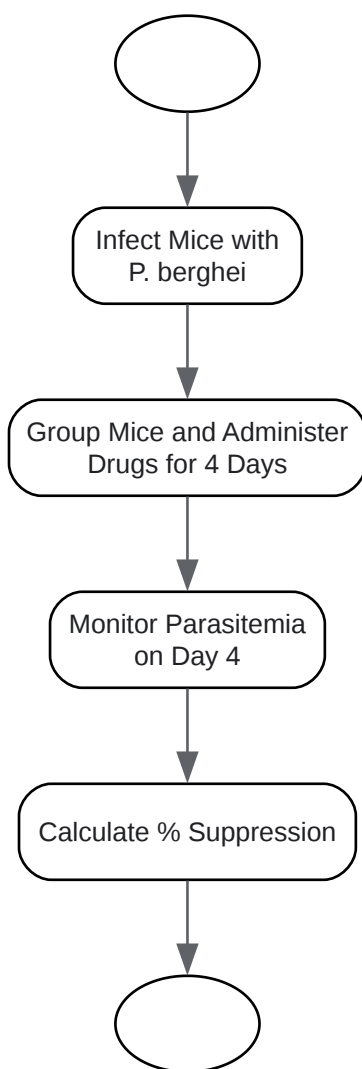 Infect Mice with
P. berghei
Group Mice and Administer
Drugs for 4 Days
Monitor Parasitemia
on Day 4
Calculate % Suppression